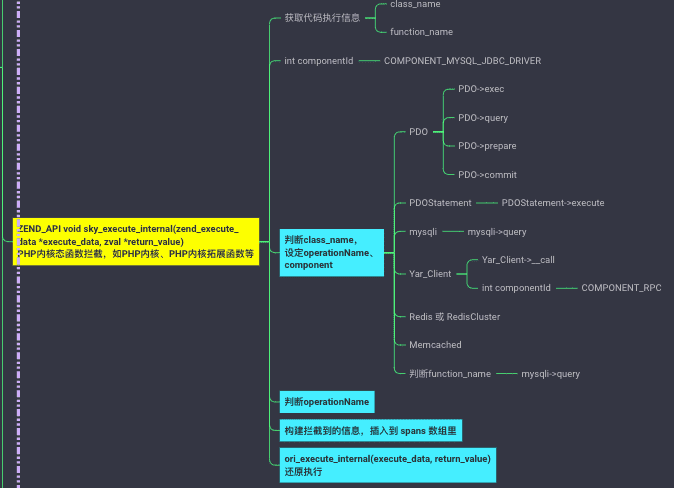 class_name
获取代码执行信息
function_name
int componentId
COMPONENT_MYSQL_JDBC_DRIVER
PDO->exec
PDO->query
PDO
PDO->prepare
PDO->commit
PDOStatement
PDOStatement->execute
ZEND_API void sky_execute_internal(zend_execute_
data *execute_data, zval *return_value)
PHP内核态函数拦截，如PHP内核、PHP内核拓展函数等
判断class_name，
设定operationName、
component
mysqli
mysqli->query
Yar_Client->__call
Yar_Client
int componentId
COMPONENT_RPC
Redis 或 RedisCluster
Memcached
判断function_name
mysqli->query
判断operationName
构建拦截到的信息，插入到 spans 数组里
ori_execute_internal(execute_data, return_value)
还原执行